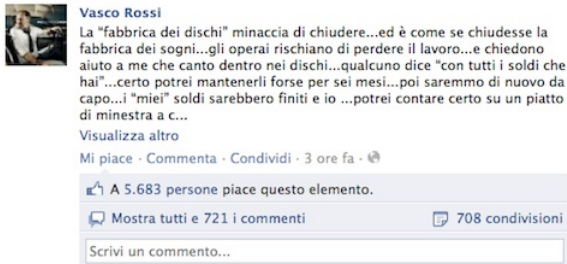 Vasco Rossi
La “fabbrica dei dischi” minaccia di chiudere...ed è come se chiudesse la
fabbrica dei sogni...gli operai rischiano di perdere il lavoro...e chiedono
aiuto a me che canto dentro nei dischi...qualcuno dice “con tutti i soldi che
hai”...certo potrei mantenerli forse per sei mesi...poi saremmo di nuovo da
capo...i “miei” soldi sarebbero finiti e io ...potrei contare certo su un piatto
di minestra a c...
Visualizza altro
Mi piace · Commenta · Condividi · 3 ore fa ·
A 5.683 persone piace questo elemento.
Mostra tutti e 721 i commenti 708 condivisioni
Scrivi un commento...